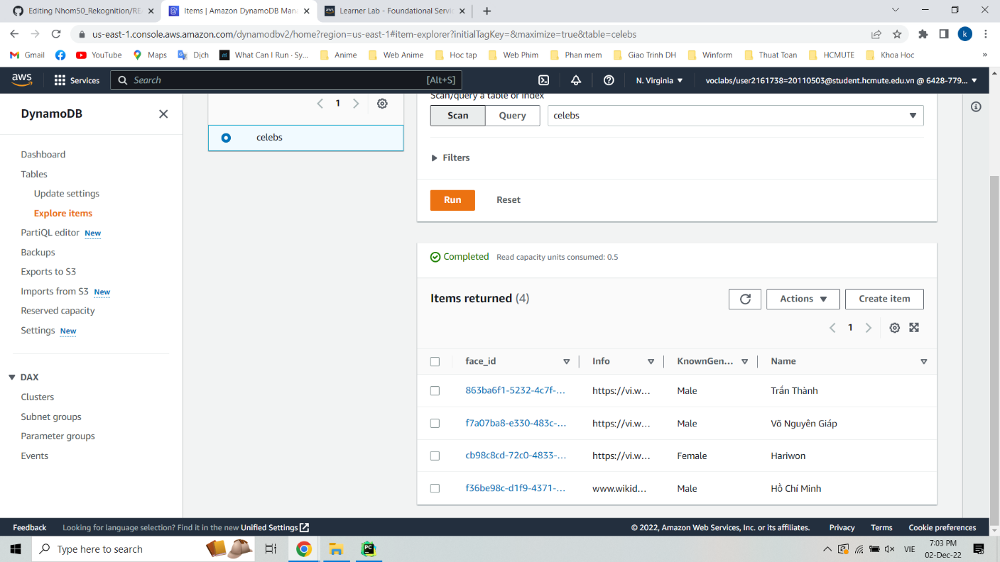 Editing Nhom50_Rekognition/RE
Items | Amazon DynamoDB Man
Learner Lab - Foundational Servic
us-east-1.console.aws.amazon.com/dynamodbv2/home?region=us-east-1#item-explorer?initialTagKey=&maximize=true&table=celebs
k
Gmail YouTube Maps Dịch What Can I Run · Sy... Anime Web Anime Hoc tap Web Phim Phan mem Giao Trinh DH Winform Thuat Toan HCMUTE Khoa Hoc »
aws Services Search [Alt+S] N. Virginia voclabs/user2161738=20110503@student.hcmute.edu.vn @ 6428-779...
DynamoDB
Dashboard
Tables
Update settings
Explore items
PartiQL editor New
Backups
Exports to S3
Imports from S3 New
Reserved capacity
Settings New
DAX
Clusters
Subnet groups
Parameter groups
Events
1
celebs
Scan/query a table or index
Scan Query celebs
Filters
Run Reset
Completed Read capacity units consumed: 0.5
Items returned (4) Actions Create item
1
face_id Info KnownGen... Name
863ba6f1-5232-4c7f-... https://vi.w... Male Trấn Thành
f7a07ba8-e330-483c-... https://vi.w... Male Võ Nguyên Giáp
cb98c8cd-72c0-4833-... https://vi.w... Female Hariwon
f36be98c-d1f9-4371-... www.wikid... Male Hồ Chí Minh
Feedback Looking for language selection? Find it in the new Unified Settings © 2022, Amazon Web Services, Inc. or its affiliates. Privacy Terms Cookie preferences
Type here to search
PC
VIE
7:03 PM
02-Dec-22